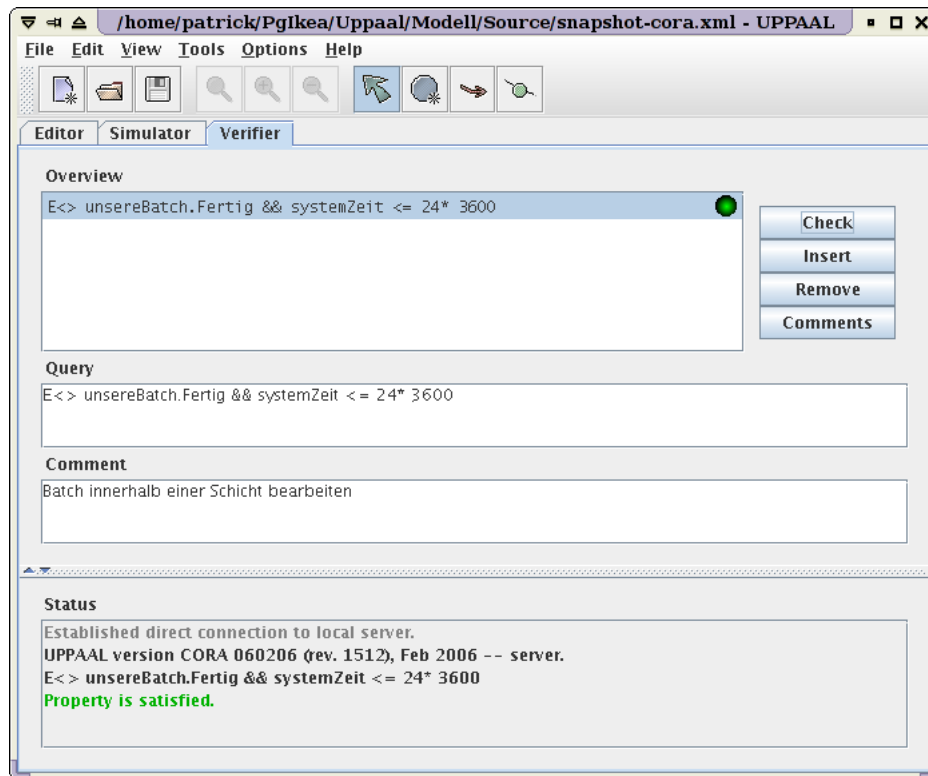 /home/patrick/PgIkea/Uppaal/Modell/Source/snapshot-cora.xml - UPPAAL
File Edit View Tools Options Help
Editor Simulator Verifier
Overview
E<> unsereBatch.Fertig && systemZeit <= 24* 3600
Check
Insert
Remove
Comments
Query
E<> unsereBatch.Fertig && systemZeit <= 24* 3600
Comment
Batch innerhalb einer Schicht bearbeiten
Status
Established direct connection to local server.
UPPAAL version CORA 060206 (rev. 1512), Feb 2006 -- server.
E<> unsereBatch.Fertig && systemZeit <= 24* 3600
Property is satisfied.